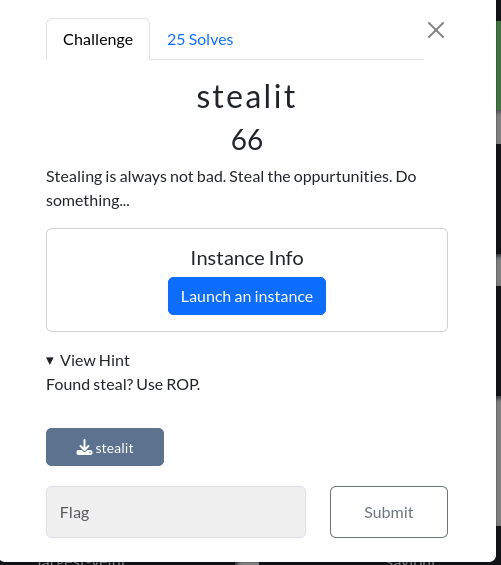 Challenge
25 Solves
stealit
66
Stealing is always not bad. Steal the oppurtunities. Do
something...
Instance Info
Launch an instance
View Hint
Found steal? Use ROP.
stealit
Flag
Submit